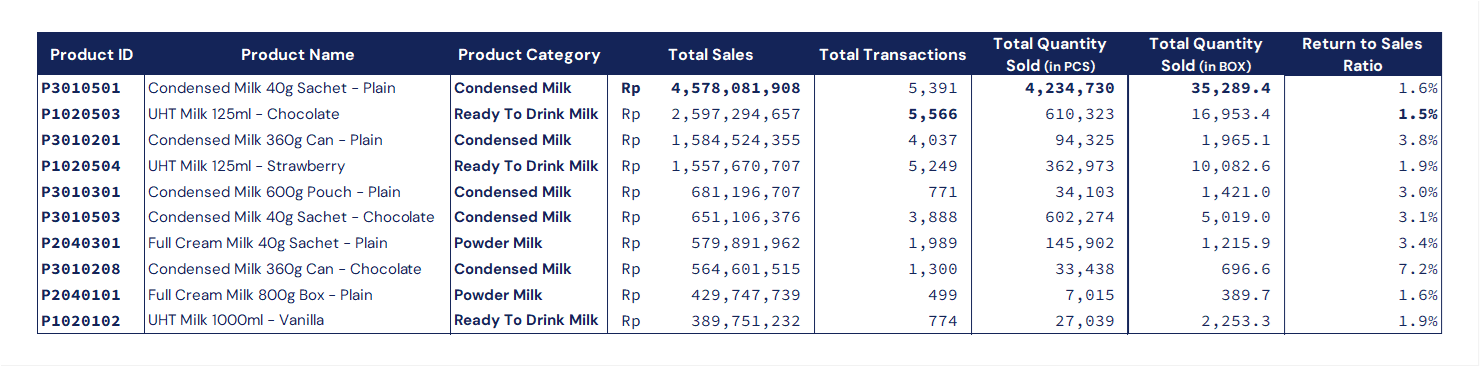 Product ID Product Name Product Category Total Sales Total Transactions Total Quantity Sold (in PCS) Total Quantity Sold (in BOX) Return to Sales Ratio
P3010501 Condensed Milk 40g Sachet - Plain Condensed Milk Rp 4,578,081,908 5,391 4,234,730 35,289.4 1.6%
P1020503 UHT Milk 125ml - Chocolate Ready To Drink Milk Rp 2,597,294,657 5,566 610,323 16,953.4 1.5%
P3010201 Condensed Milk 360g Can - Plain Condensed Milk Rp 1,584,524,355 4,037 94,325 1,965.1 3.8%
P1020504 UHT Milk 125ml - Strawberry Ready To Drink Milk Rp 1,557,670,707 5,249 362,973 10,082.6 1.9%
P3010301 Condensed Milk 600g Pouch - Plain Condensed Milk Rp 681,196,707 771 34,103 1,421.0 3.0%
P3010503 Condensed Milk 40g Sachet - Chocolate Condensed Milk Rp 651,106,376 3,888 602,274 5,019.0 3.1%
P2040301 Full Cream Milk 40g Sachet - Plain Powder Milk Rp 579,891,962 1,989 145,902 1,215.9 3.4%
P3010208 Condensed Milk 360g Can - Chocolate Condensed Milk Rp 564,601,515 1,300 33,438 696.6 7.2%
P2040101 Full Cream Milk 800g Box - Plain Powder Milk Rp 429,747,739 499 7,015 389.7 1.6%
P1020102 UHT Milk 1000ml - Vanilla Ready To Drink Milk Rp 389,751,232 774 27,039 2,253.3 1.9%